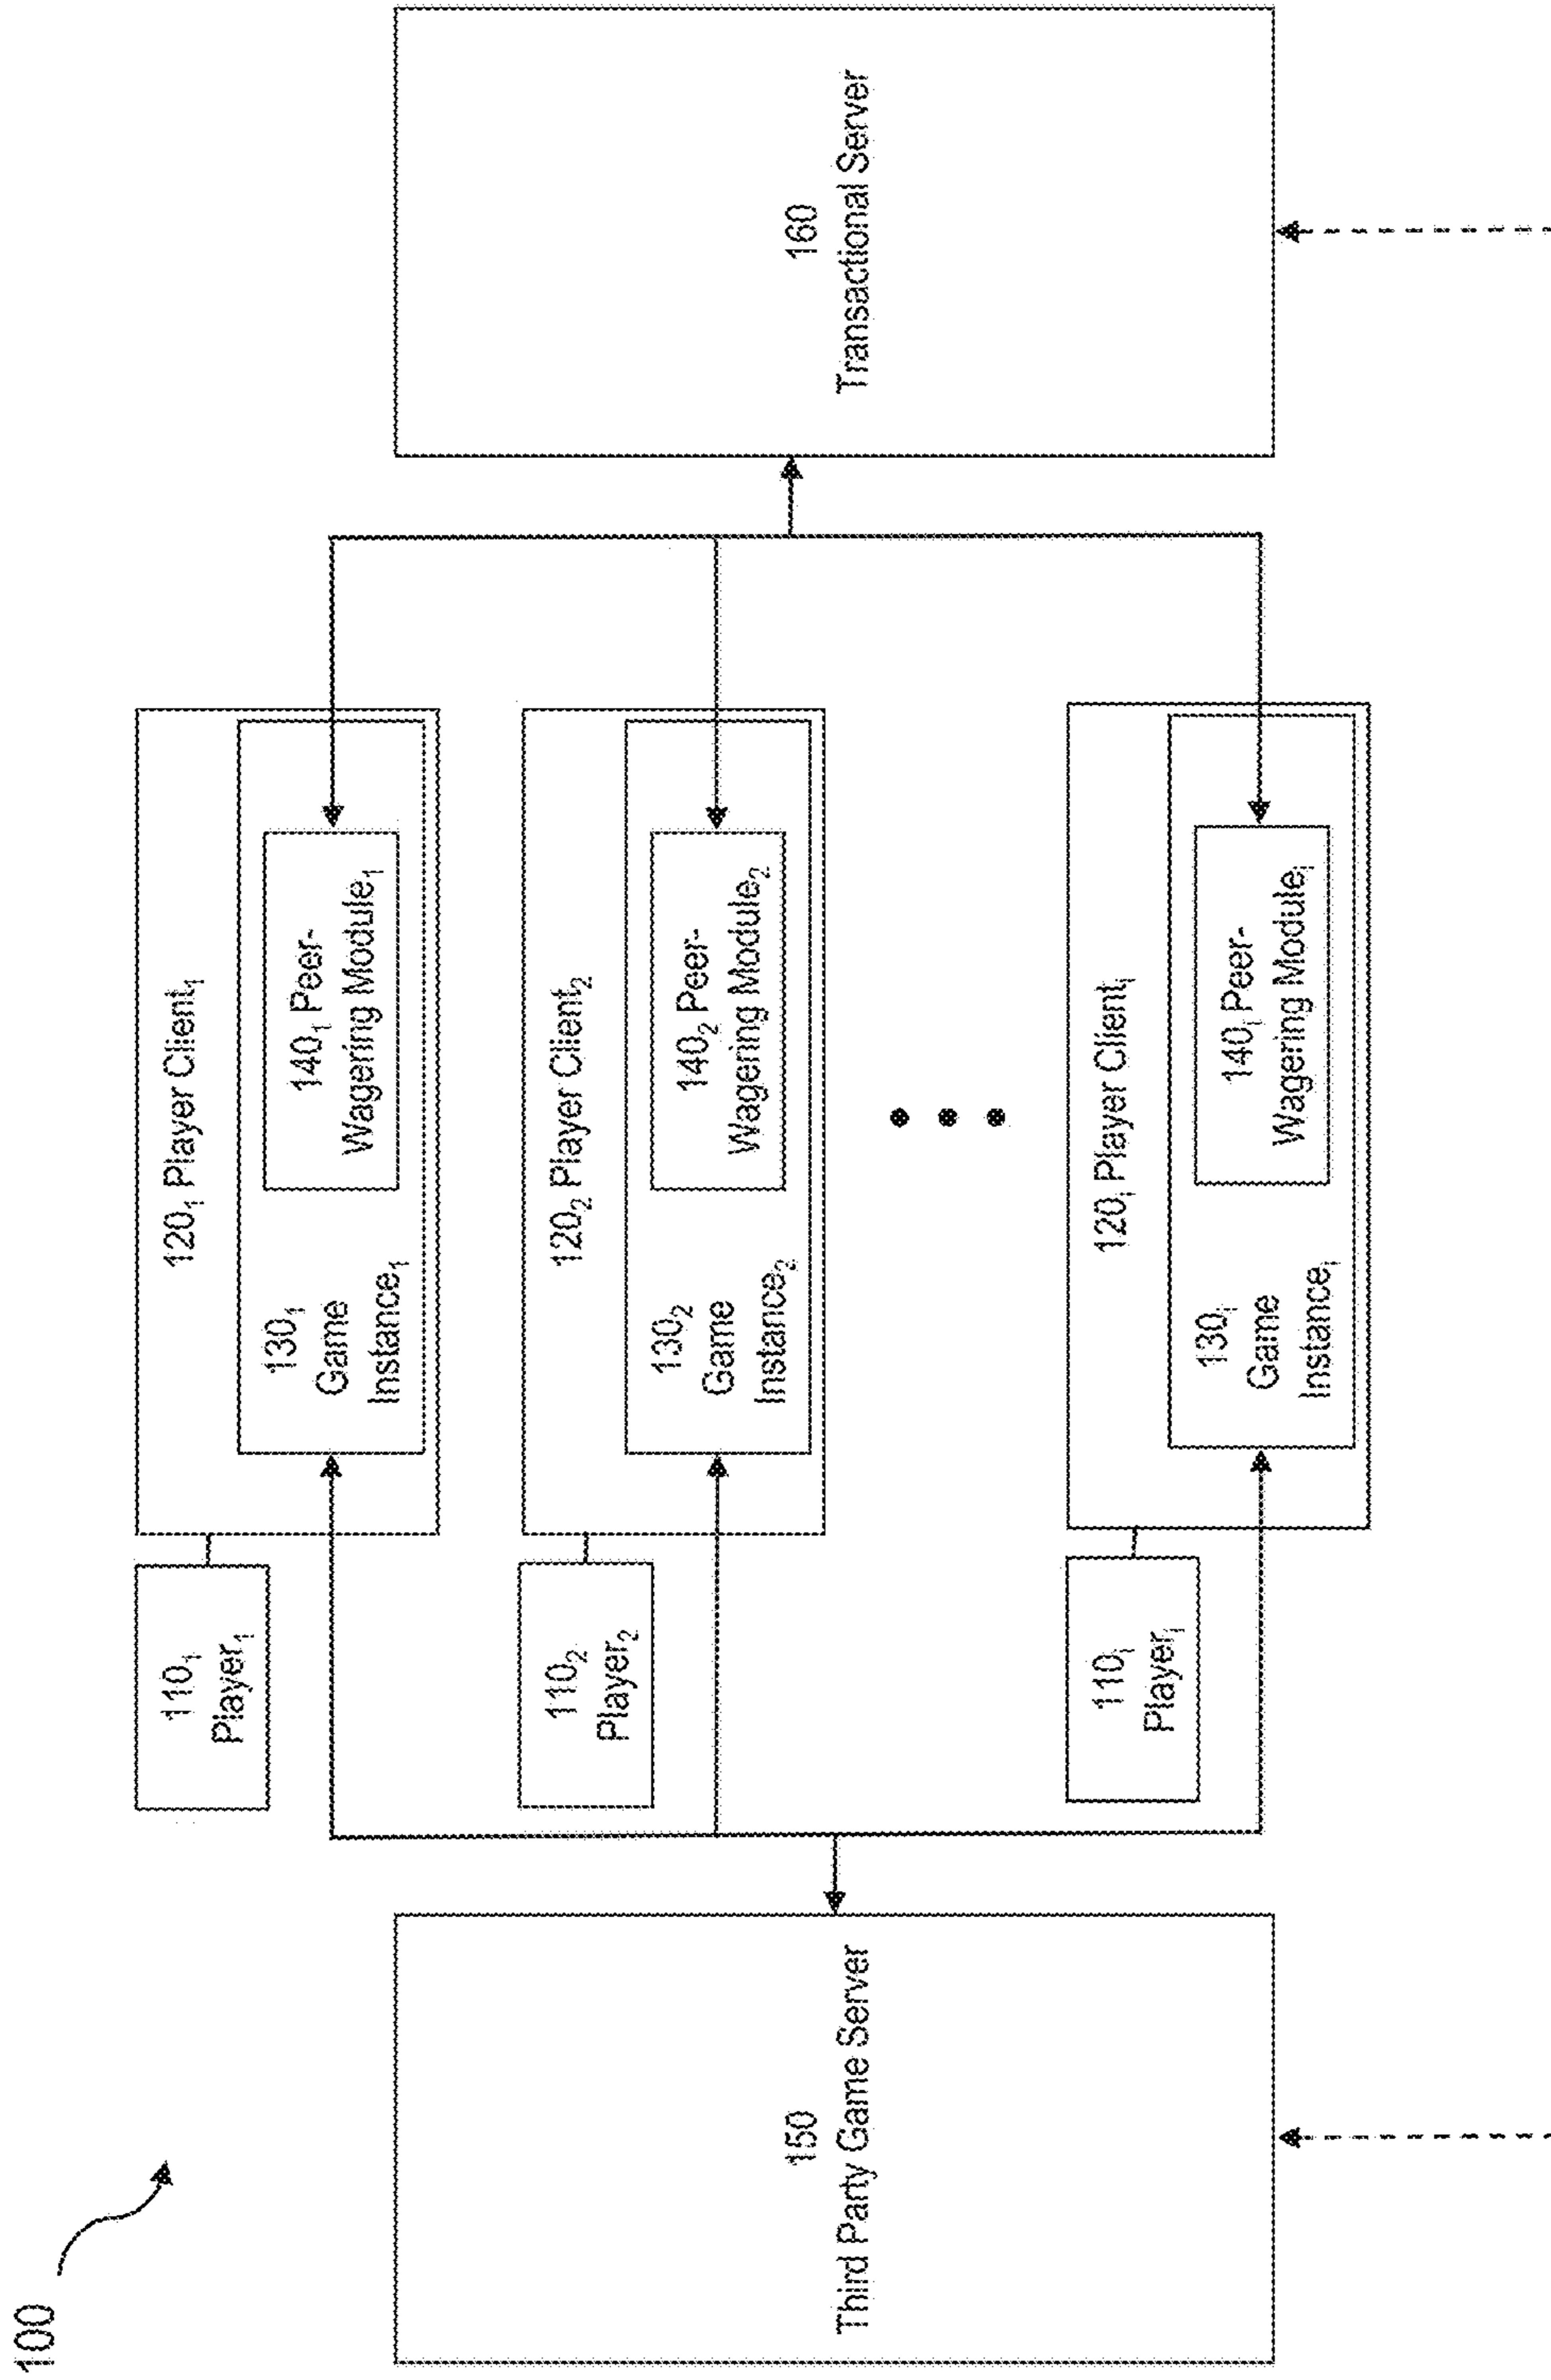 100
110₁
Player₁
120₁ Player Client₁
130₁
Game
Instance₁
140₁ Peer-
Wagering Module₁
110₂
Player₂
120₂ Player Client₂
130₂
Game
Instance₂
140₂ Peer-
Wagering Module₂
110ᵢ
Playerᵢ
120ᵢ Player Clientᵢ
130ᵢ
Game
Instanceᵢ
140ᵢ Peer-
Wagering Moduleᵢ
150
Third Party Game Server
160
Transactional Server